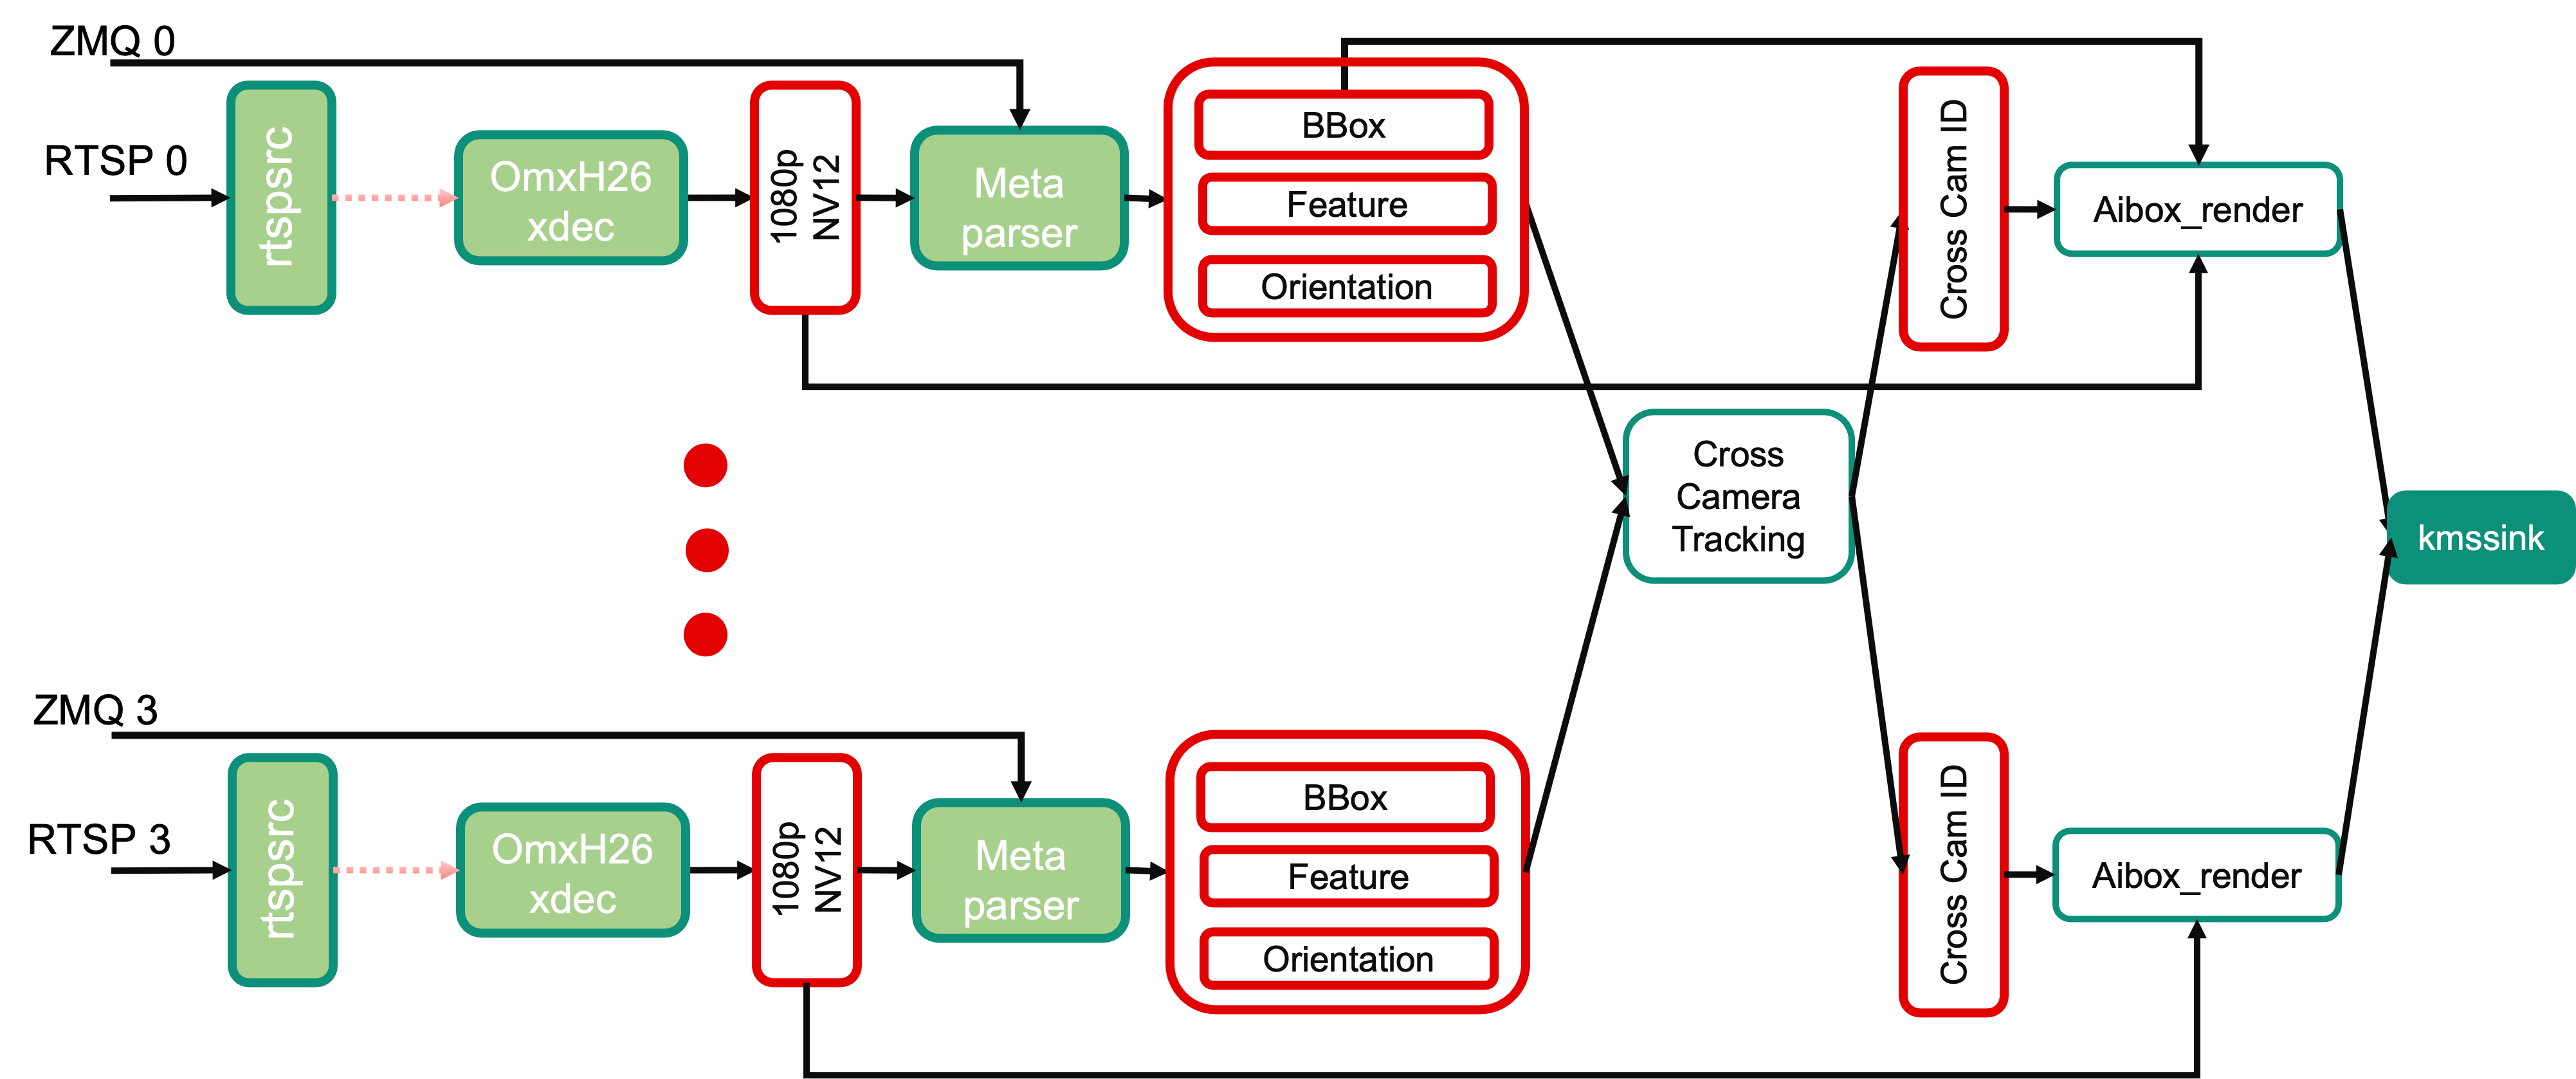 ZMQ 0
RTSP 0
rtspsrc
OmxH26
xdec
1080p
NV12
Meta
parser
BBox
Feature
Orientation
Cross Cam ID
Aibox_render
Cross
Camera
Tracking
kmssink
ZMQ 3
RTSP 3
rtspsrc
OmxH26
xdec
1080p
NV12
Meta
parser
BBox
Feature
Orientation
Cross Cam ID
Aibox_render